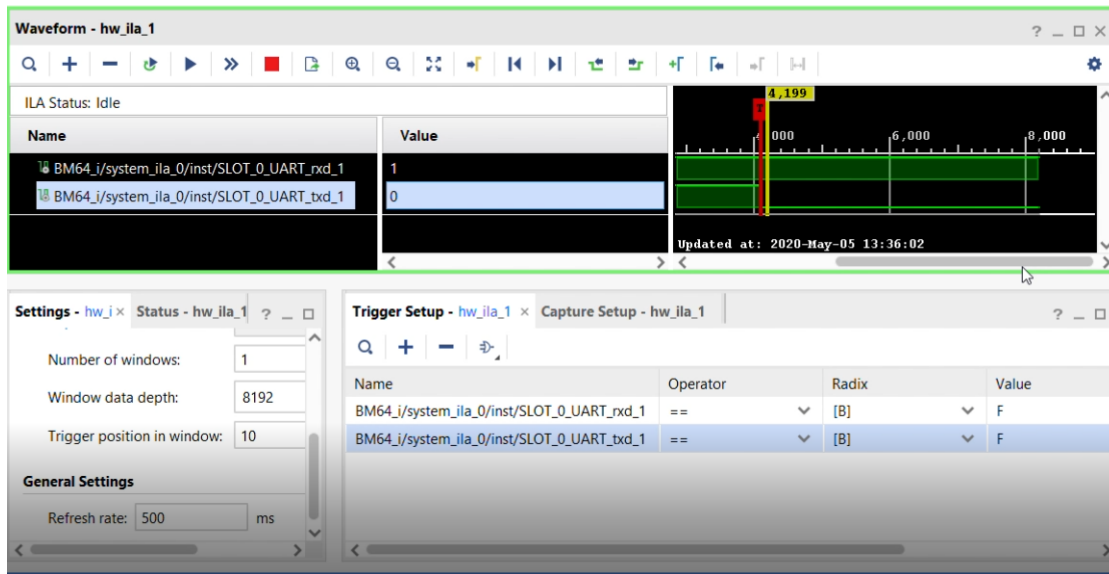 Waveform - hw_ila_1
ILA Status: Idle
Name Value
BM64_i/system_ila_0/inst/SLOT_0_UART_rxd_1 1
BM64_i/system_ila_0/inst/SLOT_0_UART_txd_1 0
4,199
T
000 6,000 8,000
Updated at: 2020-May-05 13:36:02
Settings - hw_i × Status - hw_ila_1
Number of windows: 1
Window data depth: 8192
Trigger position in window: 10
General Settings
Refresh rate: 500 ms
Trigger Setup - hw_ila_1 × Capture Setup - hw_ila_1
Name Operator Radix Value
BM64_i/system_ila_0/inst/SLOT_0_UART_rxd_1 == [B] F
BM64_i/system_ila_0/inst/SLOT_0_UART_txd_1 == [B] F